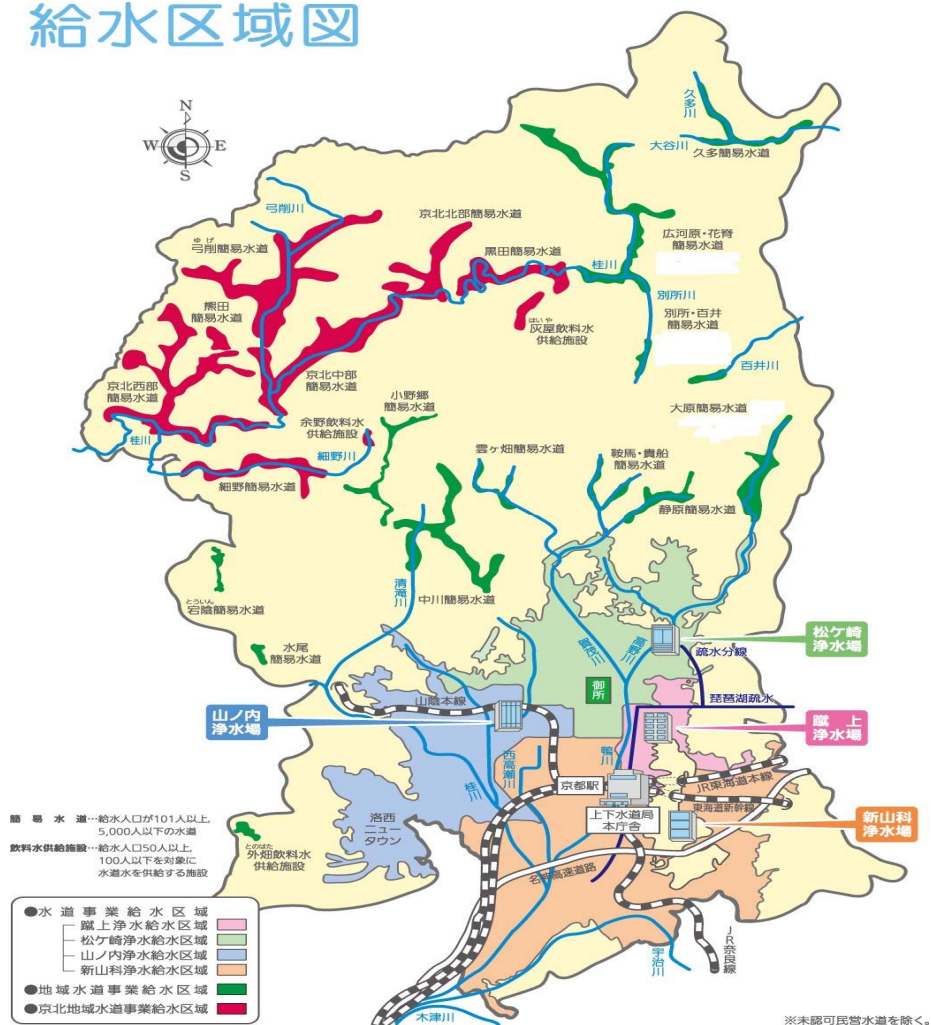 給水区域図
N
W
E
S
久多川
大谷川
久多簡易水道
弓削川
京北北部簡易水道
ゆげ
弓削簡易水道
黒田簡易水道
広河原・花脊
簡易水道
桂川
別所川
熊田
簡易水道
はいや
灰屋飲料水
供給施設
別所・百井
簡易水道
百井川
京北西部
簡易水道
京北中部
簡易水道
小野郷
簡易水道
大原簡易水道
余野飲料水
供給施設
桂川
細野川
雲ヶ畑簡易水道
鞍馬・貴船
簡易水道
細野簡易水道
静原簡易水道
とういん
宕陰簡易水道
清滝川
中川簡易水道
水尾
簡易水道
賀茂川
高野川
松ケ崎
浄水場
疏水分線
御所
琵琶湖疏水
山陰本線
山ノ内
浄水場
蹴上
浄水場
西高瀬川
鴨川
桂川
京都駅
JR東海道本線
東海道新幹線
上下水道局
本庁舎
新山科
浄水場
洛西
ニュー
タウン
簡易水道…給水人口が101人以上、
5,000人以下の水道
飲料水供給施設…給水人口50人以上、
100人以下を対象に
水道水を供給する施設
とのはた
外畑飲料水
供給施設
名神高速道路
●水道事業給水区域
蹴上浄水給水区域
松ケ崎浄水給水区域
山ノ内浄水給水区域
新山科浄水給水区域
●地域水道事業給水区域
●京北地域水道事業給水区域
JR奈良線
宇治川
木津川
※未認可民営水道を除く。